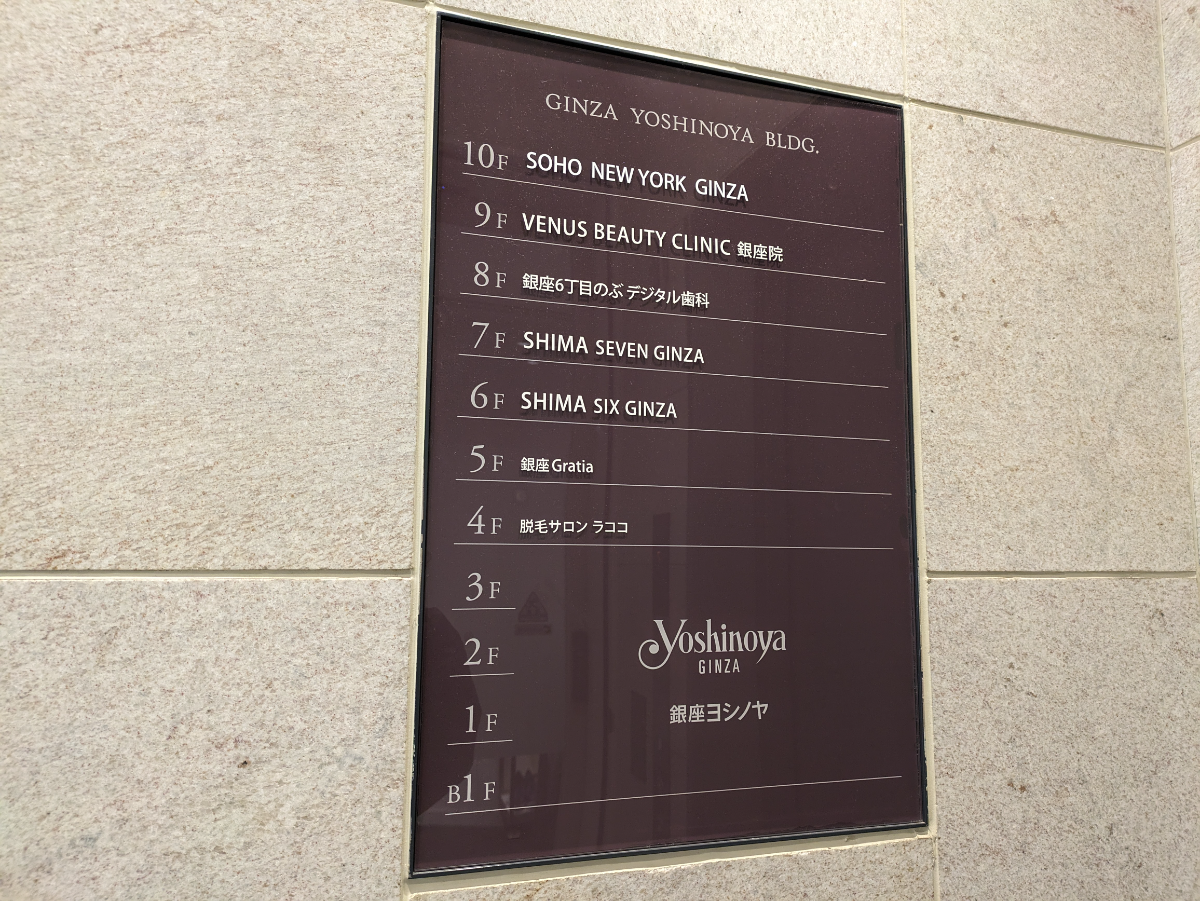 GINZA YOSHINOYA BLDG.
10F SOHO NEW YORK GINZA
9F VENUS BEAUTY CLINIC 銀座院
8F 銀座6丁目のぶデジタル歯科
7F SHIMA SEVEN GINZA
6F SHIMA SIX GINZA
5F 銀座Gratia
4F 脱毛サロン ラココ
3F
2F
1F
B1F
Yoshinoya
GINZA
銀座ヨシノヤ